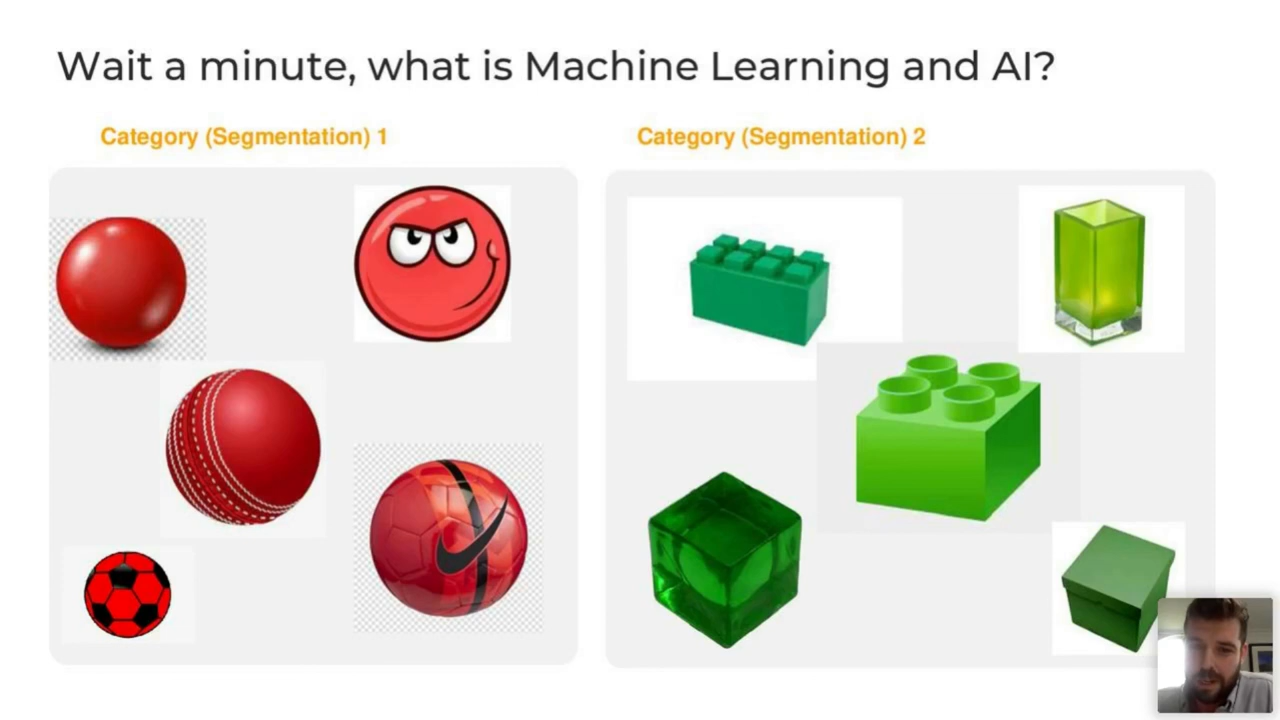 Wait a minute, what is Machine Learning and AI?
Category (Segmentation) 1
Category (Segmentation) 2